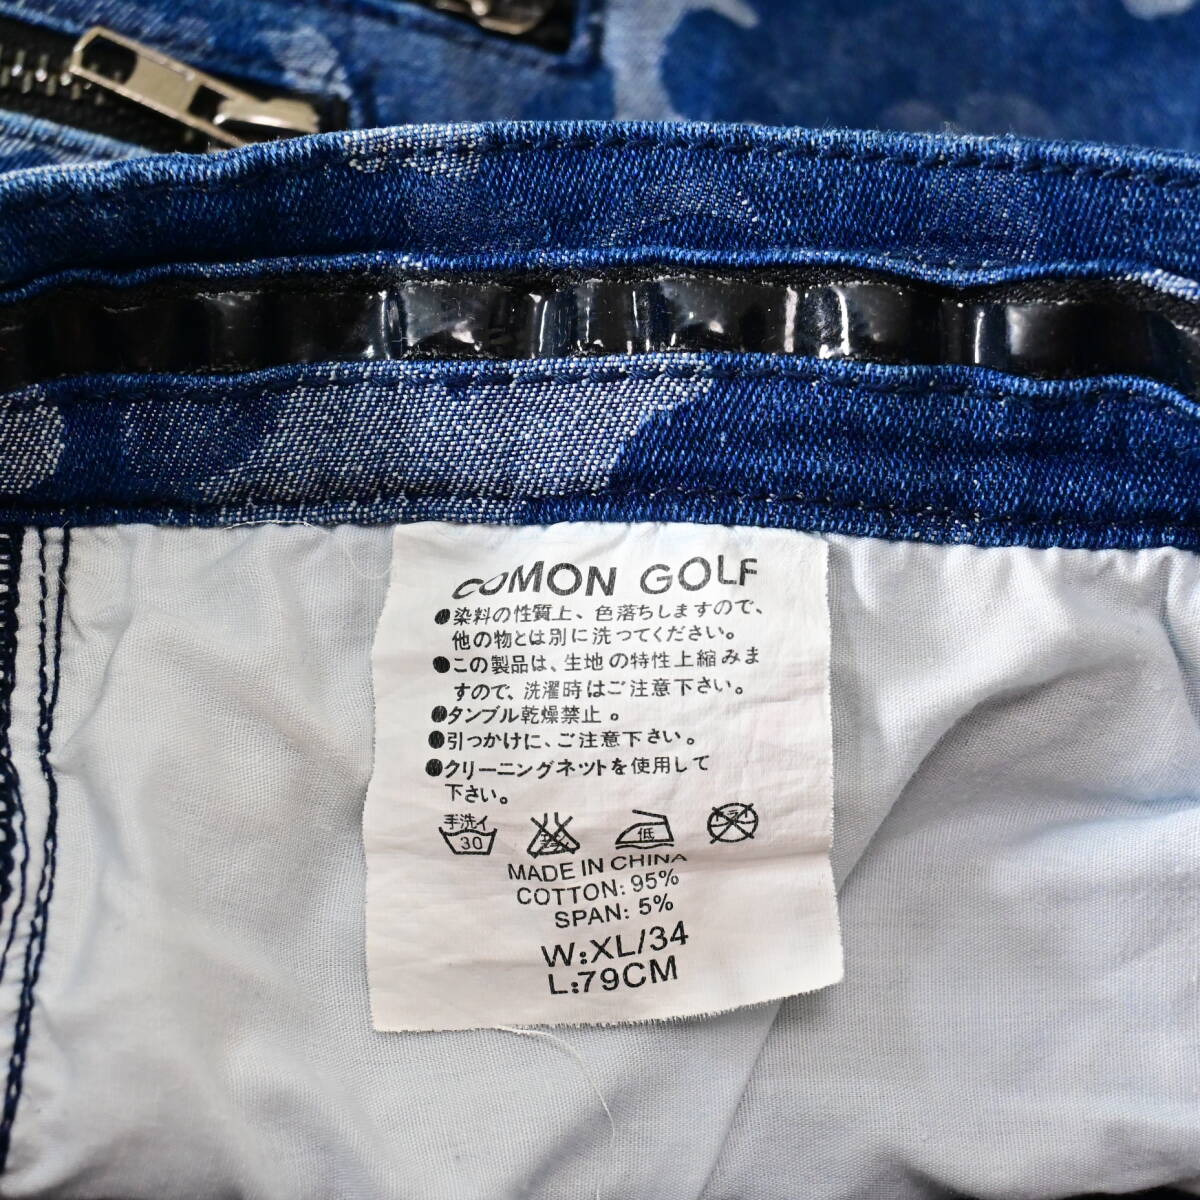 COMON GOLF
●染料の性質上、色落ちしますので、
他の物とは別に洗つてください。
●この製品は、生地の特性上縮みま
すので、洗濯時はご注意下さい。
●タンブル乾燥禁止。
●引つかけに、ご注意下さい。
●クリーニングネットを使用して
下さい。
手洗イ
30
低
MADE IN CHINA
COTTON: 95%
SPAN: 5%
W:XL/34
L:79CM